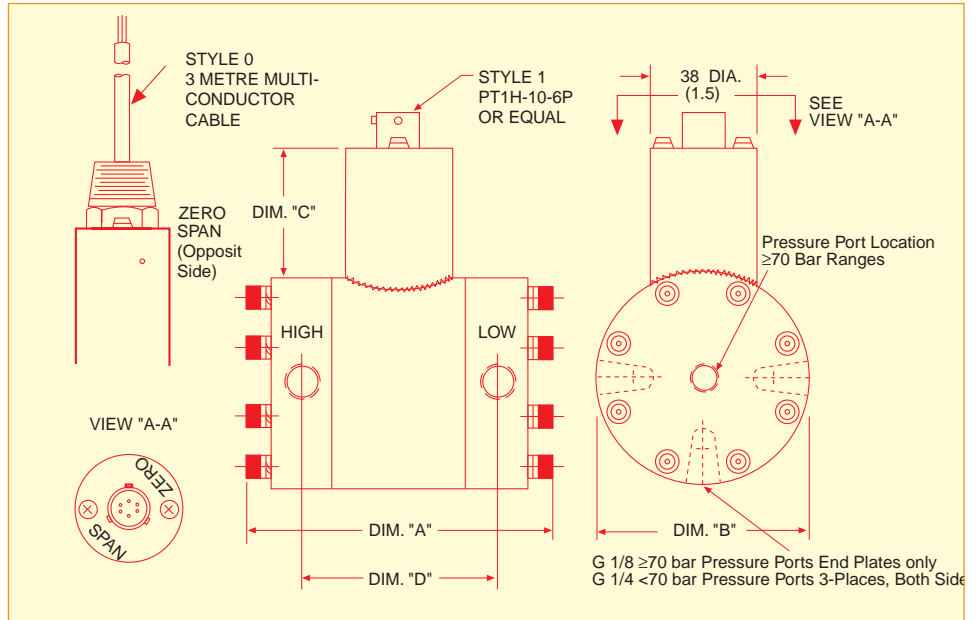 STYLE 0
3 METRE MULTI-
CONDUCTOR
CABLE
STYLE 1
PT1H-10-6P
OR EQUAL
38 DIA.
(1.5)
SEE
VIEW "A-A"
ZERO
SPAN
(Opposit
Side)
DIM. "C"
Pressure Port Location
≥70 Bar Ranges
HIGH
LOW
VIEW "A-A"
ZERO
SPAN
DIM. "A"
DIM. "B"
DIM. "D"
G 1/8 ≥70 bar Pressure Ports End Plates only
G 1/4 <70 bar Pressure Ports 3-Places, Both Side